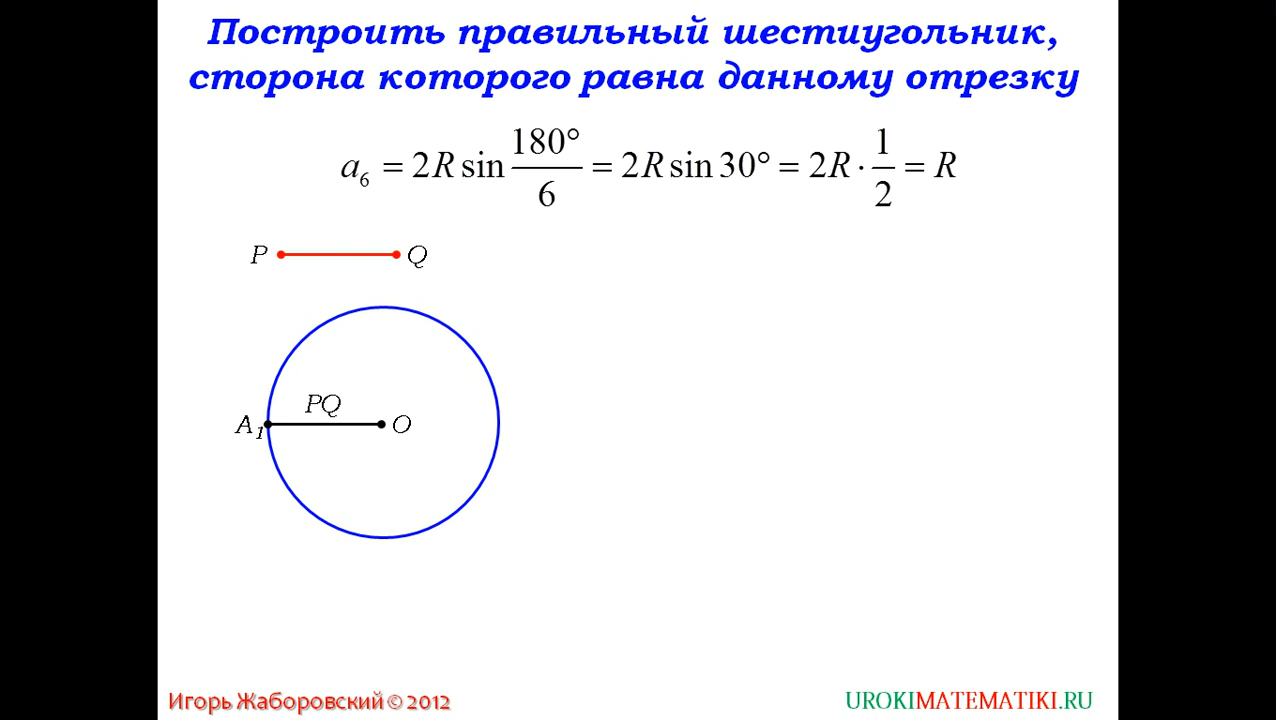 Построить правильный шестиугольник,
сторона которого равна данному отрезку
a₆ = 2R sin 180°/6 = 2R sin 30° = 2R · 1/2 = R
P Q
PQ
A₁ O
Игорь Жаборовский © 2012
UROKIMATEMATIKI.RU